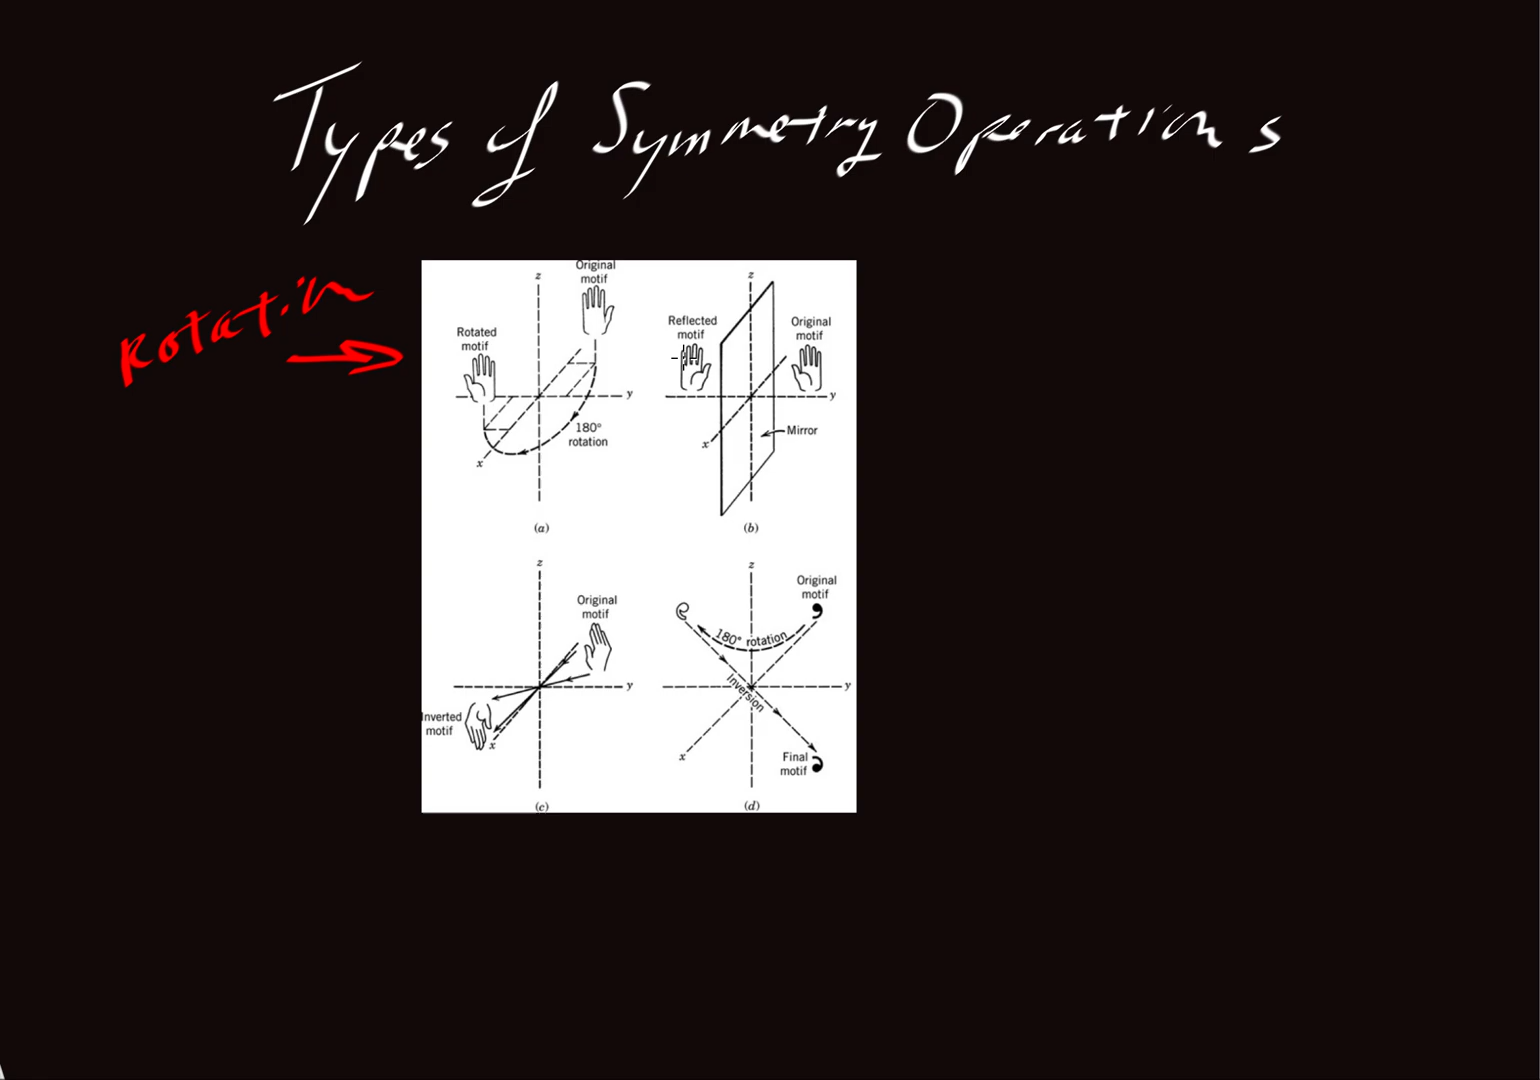 Types of Symmetry Operations
Rotation
z
Original
motif
Rotated
motif
y
180°
rotation
x
(a)
z
Reflected
motif
Original
motif
y
x
Mirror
(b)
z
Original
motif
y
Inverted
motif
x
(c)
z
Original
motif
180° rotation
y
Inversion
x
Final
motif
(d)